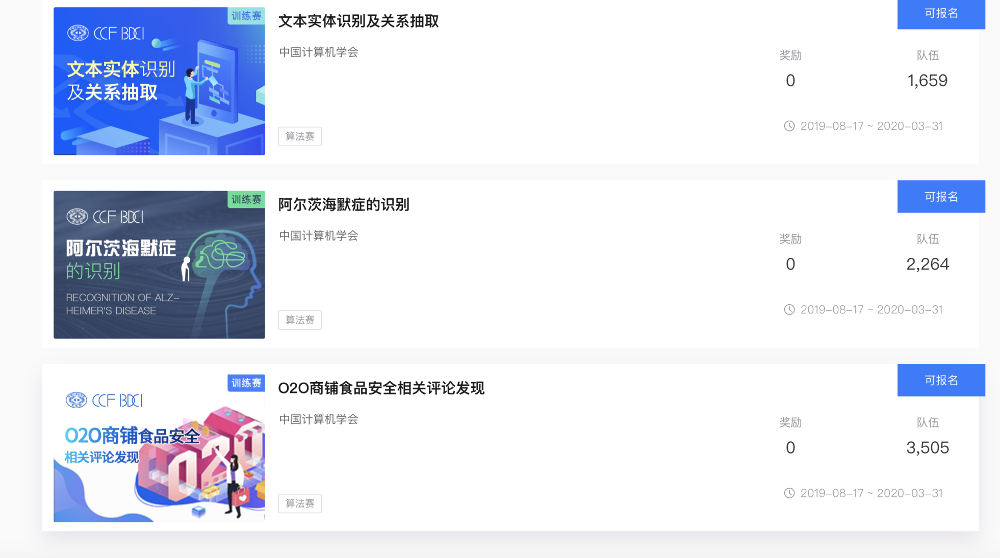 训练赛
CCF BDCI
文本实体识别
及关系抽取
文本实体识别及关系抽取
中国计算机学会
算法赛
可报名
奖励
队伍
0
1,659
2019-08-17 ~ 2020-03-31
训练赛
CCF BDCI
阿尔茨海默症
的识别
RECOGNITION OF ALZ-
HEIMER'S DISEASE
阿尔茨海默症的识别
中国计算机学会
算法赛
可报名
奖励
队伍
0
2,264
2019-08-17 ~ 2020-03-31
训练赛
CCF BDCI
O2O商铺食品安全
相关评论发现
O2O
O2O商铺食品安全相关评论发现
中国计算机学会
算法赛
可报名
奖励
队伍
0
3,505
2019-08-17 ~ 2020-03-31